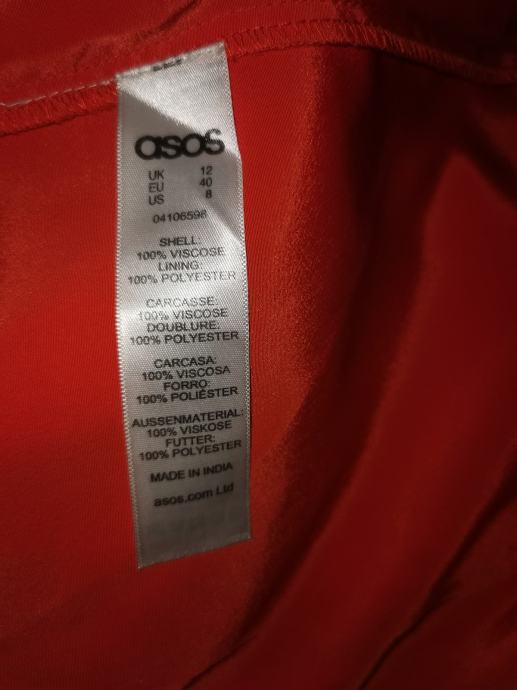 asos
UK 12
EU 40
US 8
04106596
SHELL:
100% VISCOSE
LINING:
100% POLYESTER
CARCASSE:
100% VISCOSE
DOUBLURE:
100% POLYESTER
CARCASA:
100% VISCOSA
FORRO:
100% POLIÉSTER
AUSSENMATERIAL:
100% VISKOSE
FUTTER:
100% POLYESTER
MADE IN INDIA
asos.com Ltd